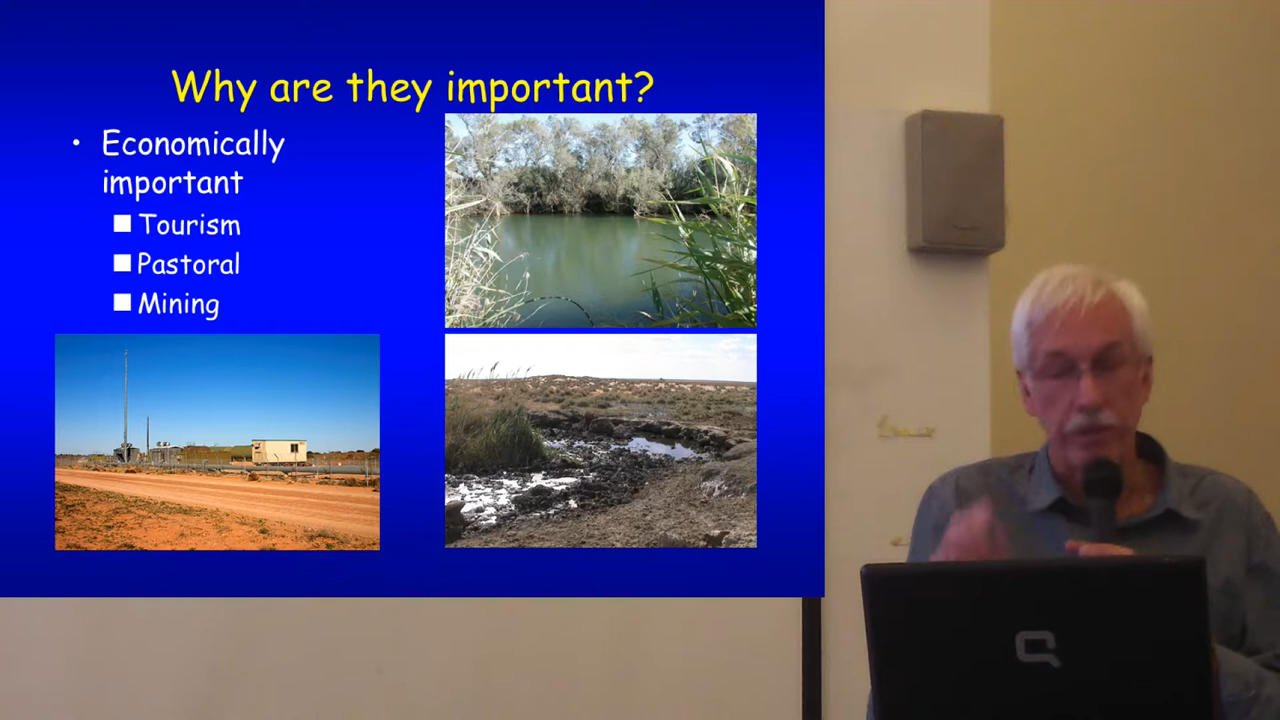 Why are they important?
• Economically
important
■ Tourism
■ Pastoral
■ Mining